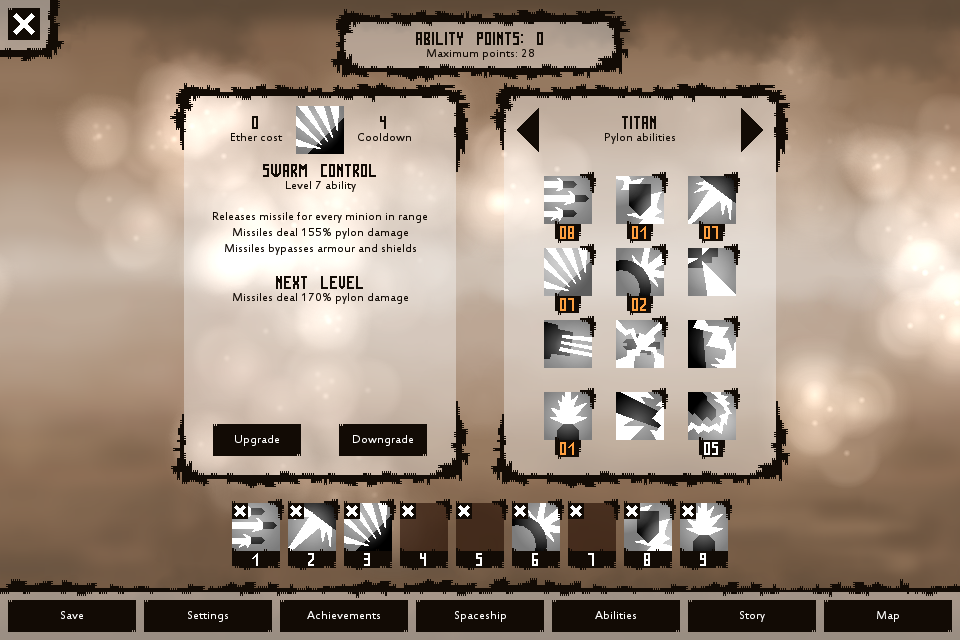 ABILITY POINTS: 0
Maximum points: 28
0
Ether cost
4
Cooldown
SWARM CONTROL
Level 7 ability
Releases missile for every minion in range
Missiles deal 155% pylon damage
Missiles bypasses armour and shields
NEXT LEVEL
Missiles deal 170% pylon damage
Upgrade
Downgrade
TITAN
Pylon abilities
08 01 07
07 02
01 05
1 2 3 4 5 6 7 8 9
Save Settings Achievements Spaceship Abilities Story Map